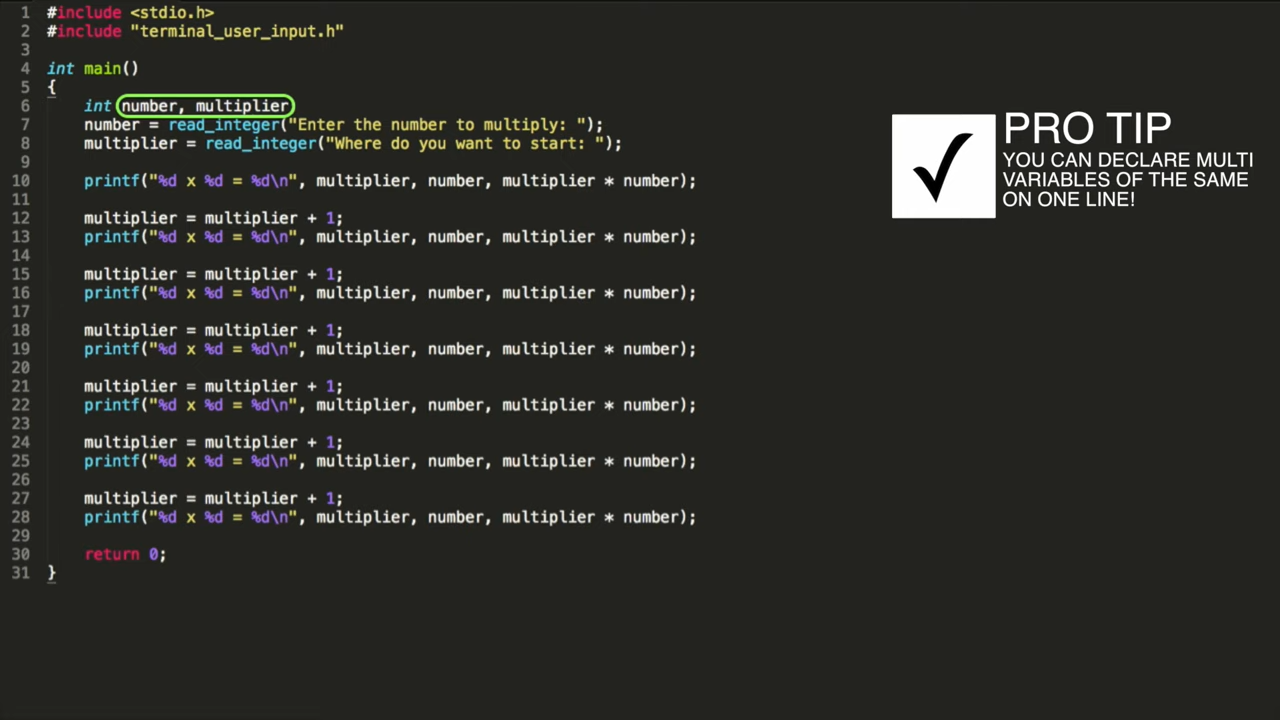 1 #include <stdio.h>
2 #include "terminal_user_input.h"
3
4 int main()
5 {
6 int number, multiplier
7 number = read_integer("Enter the number to multiply: ");
8 multiplier = read_integer("Where do you want to start: ");
9
10 printf("%d x %d = %d\n", multiplier, number, multiplier * number);
11
12 multiplier = multiplier + 1;
13 printf("%d x %d = %d\n", multiplier, number, multiplier * number);
14
15 multiplier = multiplier + 1;
16 printf("%d x %d = %d\n", multiplier, number, multiplier * number);
17
18 multiplier = multiplier + 1;
19 printf("%d x %d = %d\n", multiplier, number, multiplier * number);
20
21 multiplier = multiplier + 1;
22 printf("%d x %d = %d\n", multiplier, number, multiplier * number);
23
24 multiplier = multiplier + 1;
25 printf("%d x %d = %d\n", multiplier, number, multiplier * number);
26
27 multiplier = multiplier + 1;
28 printf("%d x %d = %d\n", multiplier, number, multiplier * number);
29
30 return 0;
31 }
PRO TIP
YOU CAN DECLARE MULTI
VARIABLES OF THE SAME
ON ONE LINE!